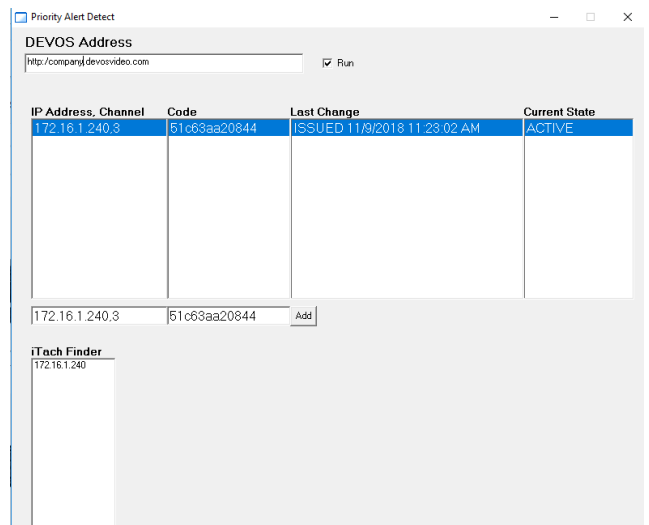 Priority Alert Detect
DEVOS Address
http:/company.devosvideo.com
Run
IP Address, Channel Code Last Change Current State
172.16.1.240,3 51c63aa20844 ISSUED 11/9/2018 11:23:02 AM ACTIVE
172.16.1.240,3 51c63aa20844 Add
iTach Finder
172.16.1.240